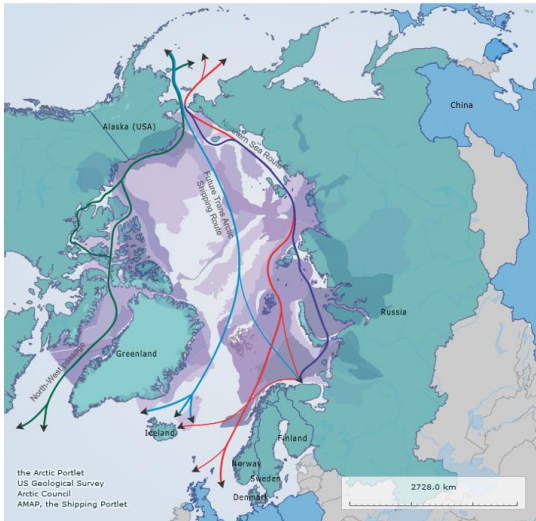 China
Alaska (USA)
Northern Sea Route
Future Trans Arctic
Shipping Route
Russia
Greenland
North-West passage
Iceland
Finland
Norway
Sweden
Denmark
the Arctic Portlet
US Geological Survey
Arctic Council
AMAP, the Shipping Portlet
2728.0 km